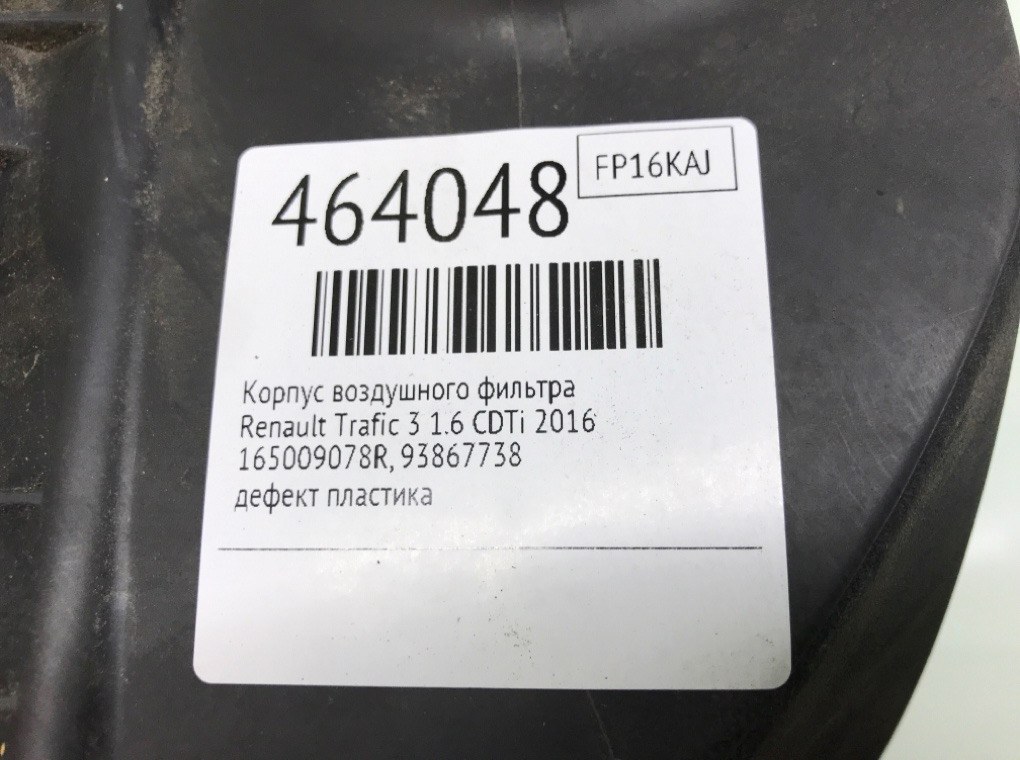 464048
FP16KAJ
Корпус воздушного фильтра
Renault Trafic 3 1.6 CDTi 2016
165009078R, 93867738
дефект пластика